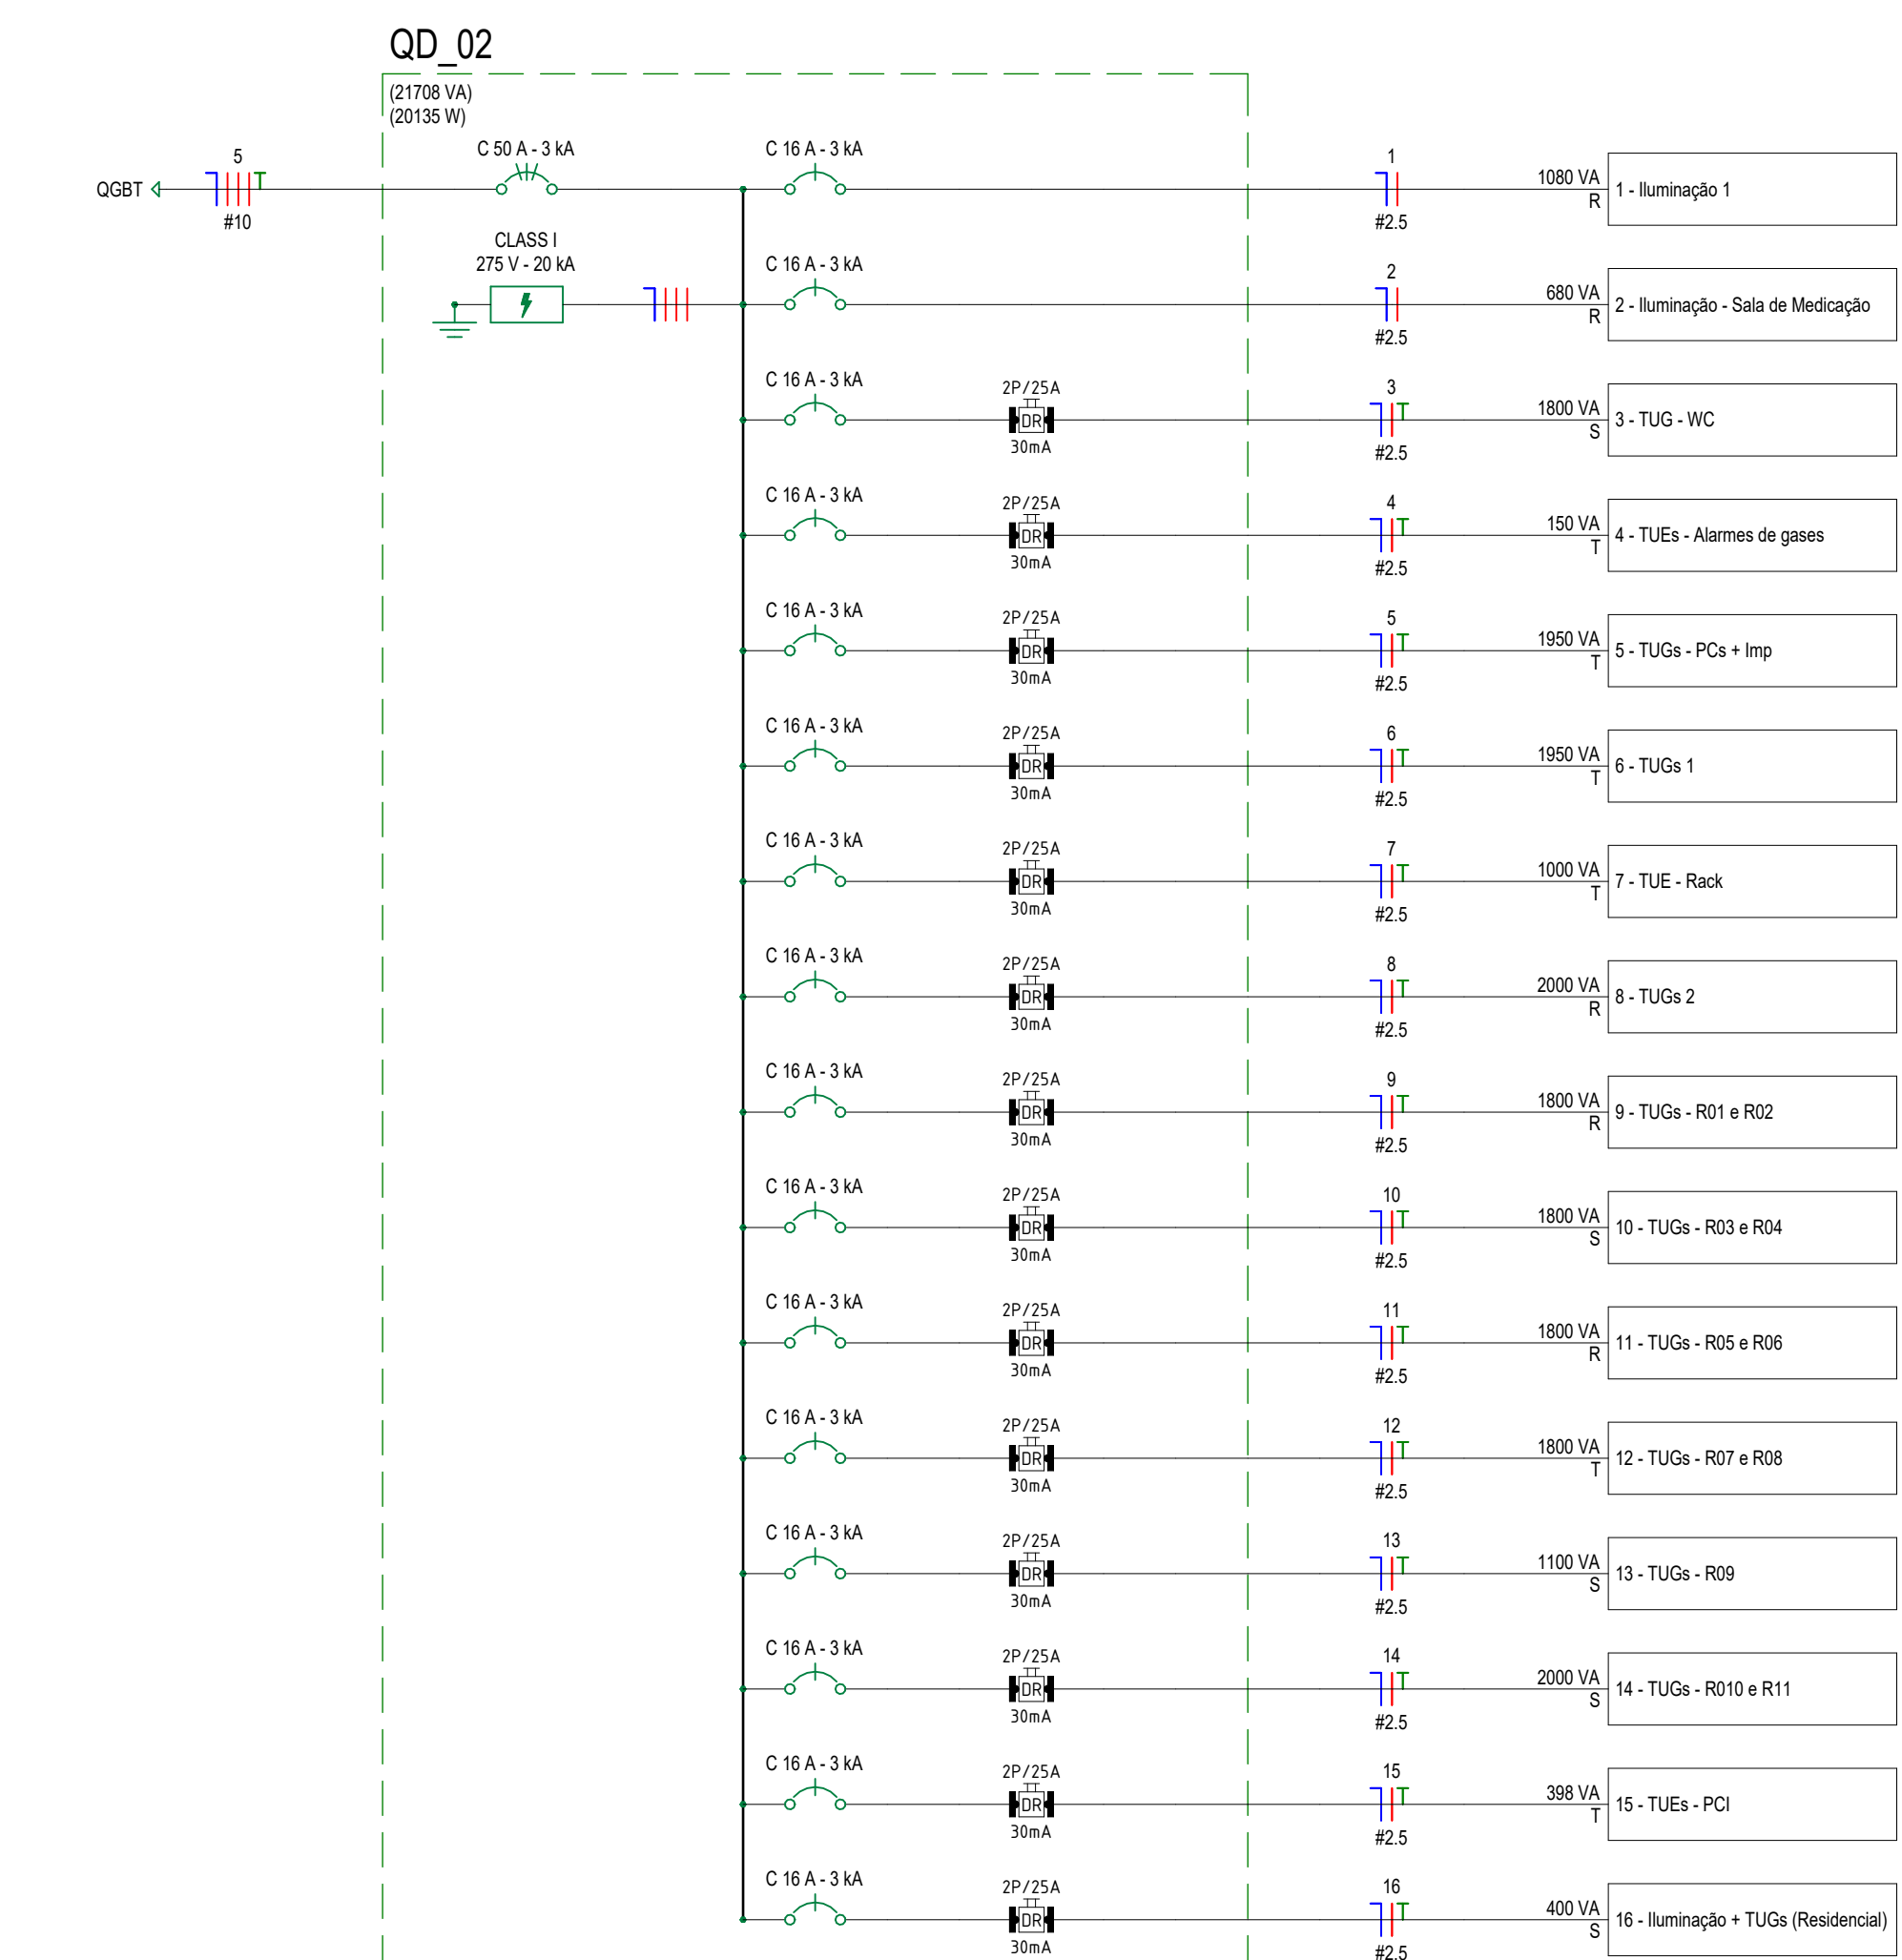 QD_02
(21708 VA)
(20135 W)
C 50 A - 3 kA
C 16 A - 3 kA
5
1
QGBT
1080 VA
R
1 - Iluminação 1
#10
#2.5
CLASS I
275 V - 20 kA
C 16 A - 3 kA
2
680 VA
R
2 - Iluminação - Sala de Medicação
#2.5
C 16 A - 3 kA
2P/25A
DR
30mA
3
#2.5
1800 VA
S
3 - TUG - WC
C 16 A - 3 kA
2P/25A
DR
30mA
4
#2.5
150 VA
T
4 - TUEs - Alarmes de gases
C 16 A - 3 kA
2P/25A
DR
30mA
5
#2.5
1950 VA
T
5 - TUGs - PCs + Imp
C 16 A - 3 kA
2P/25A
DR
30mA
6
#2.5
1950 VA
T
6 - TUGs 1
C 16 A - 3 kA
2P/25A
DR
30mA
7
#2.5
1000 VA
T
7 - TUE - Rack
C 16 A - 3 kA
2P/25A
DR
30mA
8
#2.5
2000 VA
R
8 - TUGs 2
C 16 A - 3 kA
2P/25A
DR
30mA
9
#2.5
1800 VA
R
9 - TUGs - R01 e R02
C 16 A - 3 kA
2P/25A
DR
30mA
10
#2.5
1800 VA
S
10 - TUGs - R03 e R04
C 16 A - 3 kA
2P/25A
DR
30mA
11
#2.5
1800 VA
R
11 - TUGs - R05 e R06
C 16 A - 3 kA
2P/25A
DR
30mA
12
#2.5
1800 VA
T
12 - TUGs - R07 e R08
C 16 A - 3 kA
2P/25A
DR
30mA
13
#2.5
1100 VA
S
13 - TUGs - R09
C 16 A - 3 kA
2P/25A
DR
30mA
14
#2.5
2000 VA
S
14 - TUGs - R010 e R11
C 16 A - 3 kA
2P/25A
DR
30mA
15
#2.5
398 VA
T
15 - TUEs - PCI
C 16 A - 3 kA
2P/25A
DR
30mA
16
#2.5
400 VA
S
16 - Iluminação + TUGs (Residencial)